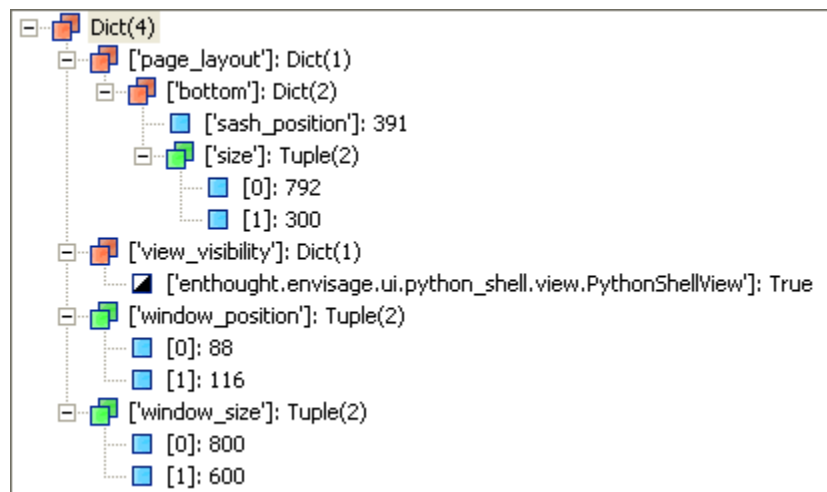 Dict(4)
['page_layout']: Dict(1)
['bottom']: Dict(2)
['sash_position']: 391
['size']: Tuple(2)
[0]: 792
[1]: 300
['view_visibility']: Dict(1)
['enthought.envisage.ui.python_shell.view.PythonShellView']: True
['window_position']: Tuple(2)
[0]: 88
[1]: 116
['window_size']: Tuple(2)
[0]: 800
[1]: 600